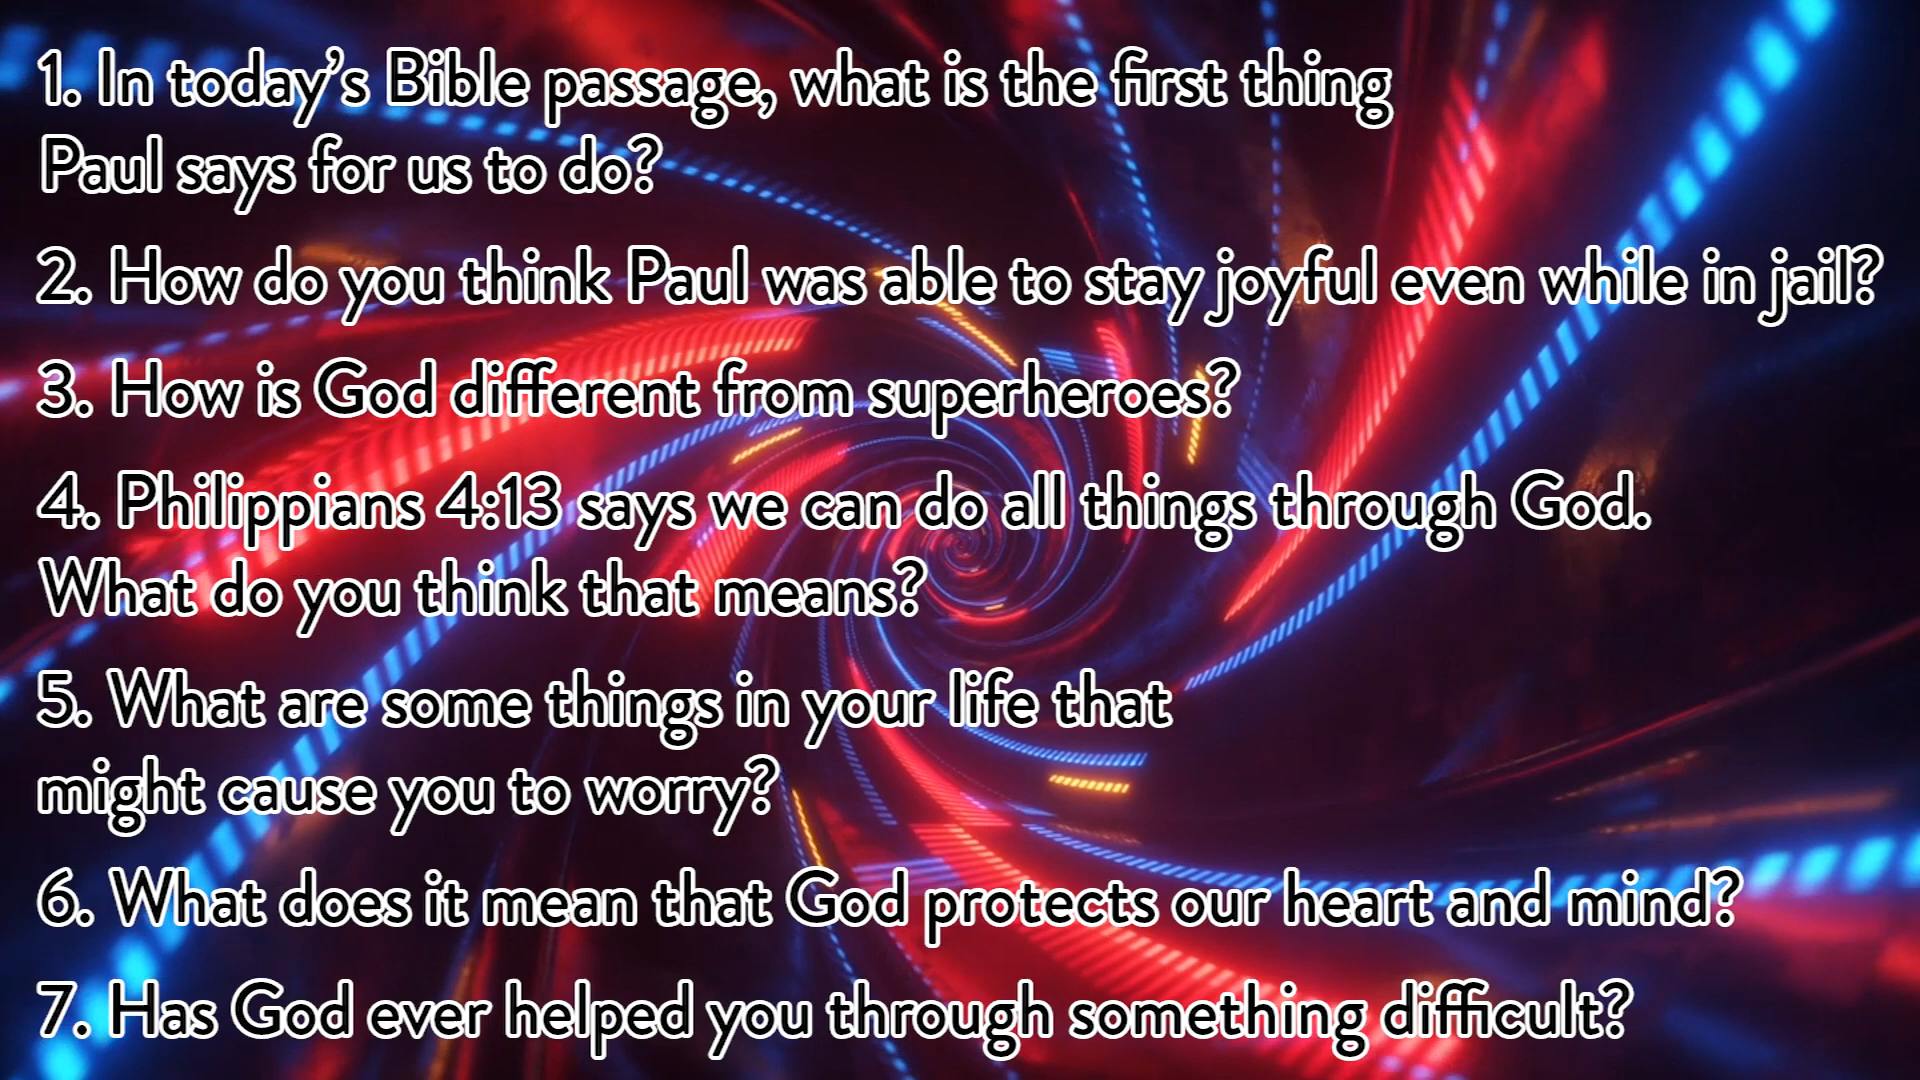 1. In today’s Bible passage, what is the first thing
Paul says for us to do?
2. How do you think Paul was able to stay joyful even while in jail?
3. How is God different from superheroes?
4. Philippians 4:13 says we can do all things through God.
What do you think that means?
5. What are some things in your life that
might cause you to worry?
6. What does it mean that God protects our heart and mind?
7. Has God ever helped you through something difficult?